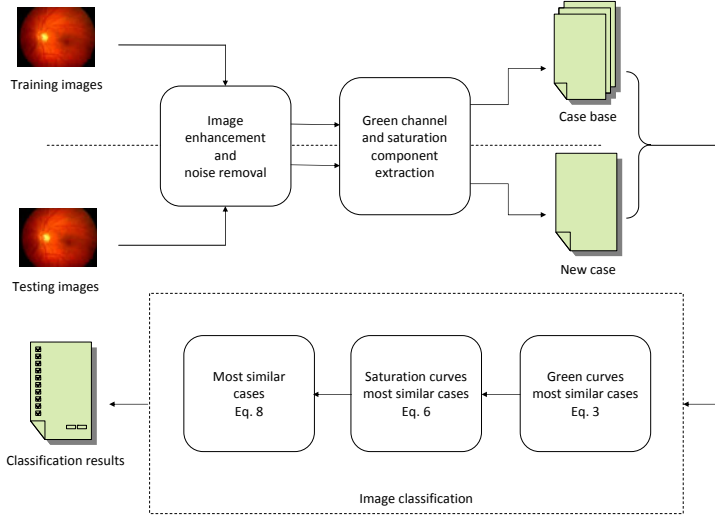 Training images
Image
enhancement
and
noise removal
Green channel
and saturation
component
extraction
Case base
Testing images
New case
Most similar
cases
Eq. 8
Saturation curves
most similar cases
Eq. 6
Green curves
most similar cases
Eq. 3
Classification results
Image classification